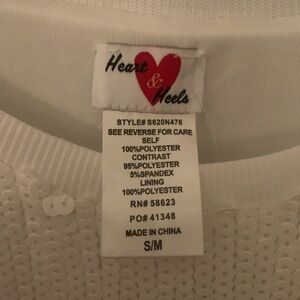 Heart
&
Heels
STYLE# S620N476
SEE REVERSE FOR CARE
SELF
100%POLYESTER
CONTRAST
95%POLYESTER
5%SPANDEX
LINING
100%POLYESTER
RN# 58623
PO# 41348
MADE IN CHINA
S/M